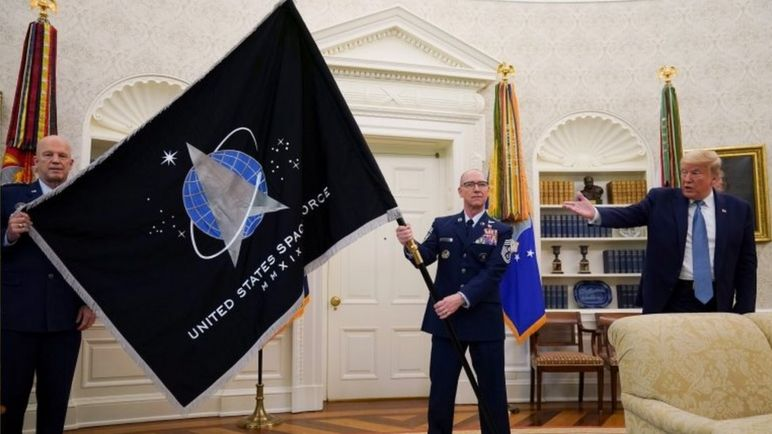 UNITED STATES SPACE FORCE
MMXIX